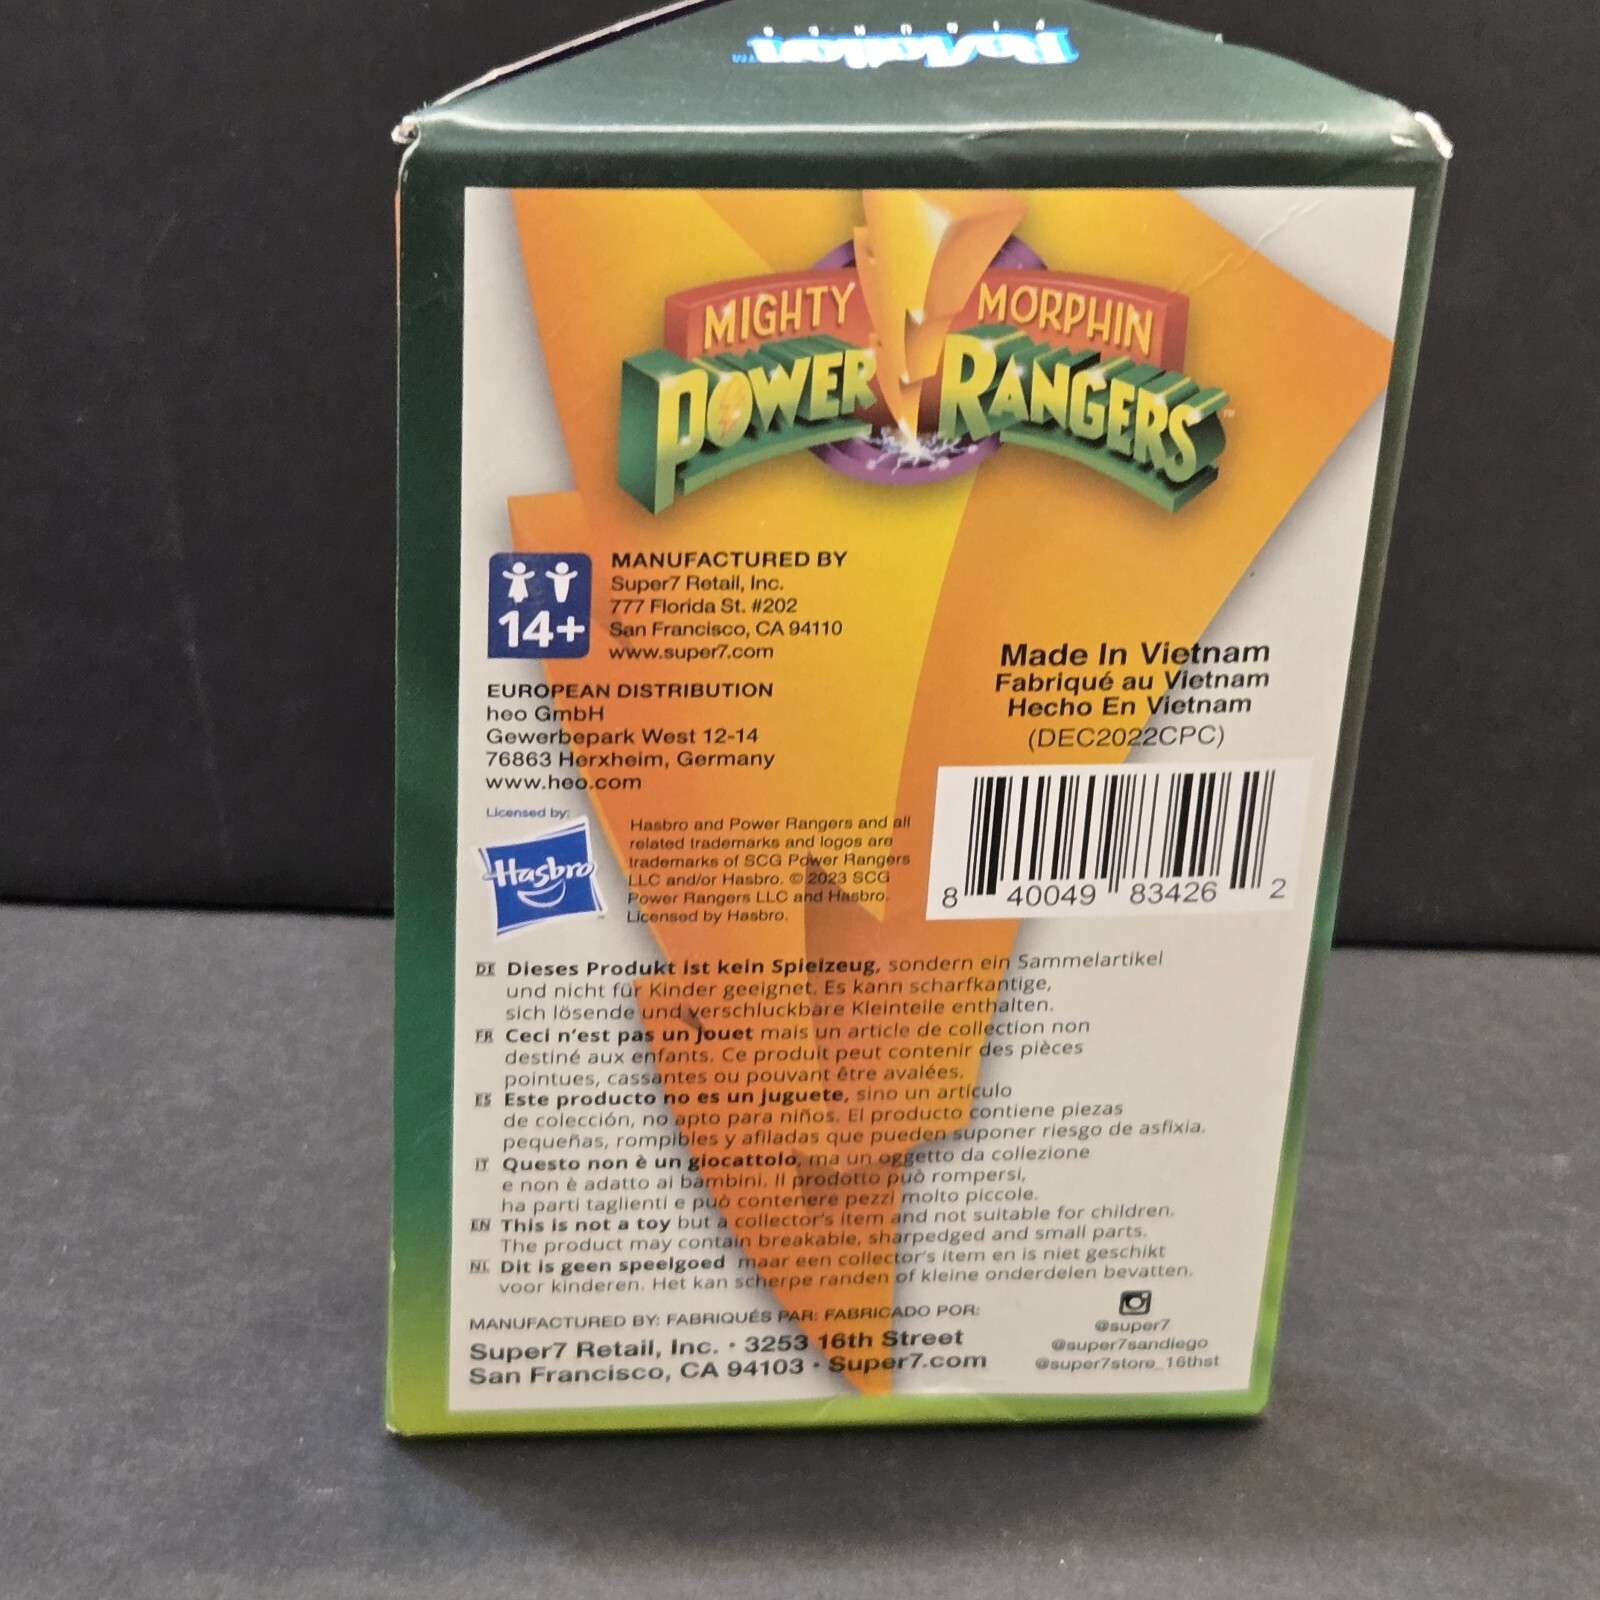 ReAction
MIGHTY MORPHIN
POWER RANGERS™
14+
MANUFACTURED BY
Super7 Retail, Inc.
777 Florida St. #202
San Francisco, CA 94110
www.super7.com
EUROPEAN DISTRIBUTION
heo GmbH
Gewerbepark West 12-14
76863 Herxheim, Germany
www.heo.com
Made In Vietnam
Fabriqué au Vietnam
Hecho En Vietnam
(DEC2022CPC)
8 40049 83426 2
Licensed by:
Hasbro
Hasbro and Power Rangers and all
related trademarks and logos are
trademarks of SCG Power Rangers
LLC and/or Hasbro. © 2023 SCG
Power Rangers LLC and Hasbro.
Licensed by Hasbro.
DE Dieses Produkt ist kein Spielzeug, sondern ein Sammelartikel
und nicht für Kinder geeignet. Es kann scharfkantige,
sich lösende und verschluckbare Kleinteile enthalten.
FR Ceci n'est pas un jouet mais un article de collection non
destiné aux enfants. Ce produit peut contenir des pièces
pointues, cassantes ou pouvant être avalées.
ES Este producto no es un juguete, sino un artículo
de colección, no apto para niños. El producto contiene piezas
pequeñas, rompibles y afiladas que pueden suponer riesgo de asfixia.
IT Questo non è un giocattolo, ma un oggetto da collezione
e non è adatto ai bambini. Il prodotto può rompersi,
ha parti taglienti e può contenere pezzi molto piccole.
EN This is not a toy but a collector's item and not suitable for children.
The product may contain breakable, sharpedged and small parts.
NL Dit is geen speelgoed maar een collector's item en is niet geschikt
voor kinderen. Het kan scherpe randen of kleine onderdelen bevatten.
MANUFACTURED BY: FABRIQUÉS PAR: FABRICADO POR:
Super7 Retail, Inc. · 3253 16th Street
San Francisco, CA 94103 · Super7.com
@super7
@super7sandiego
@super7store_16thst